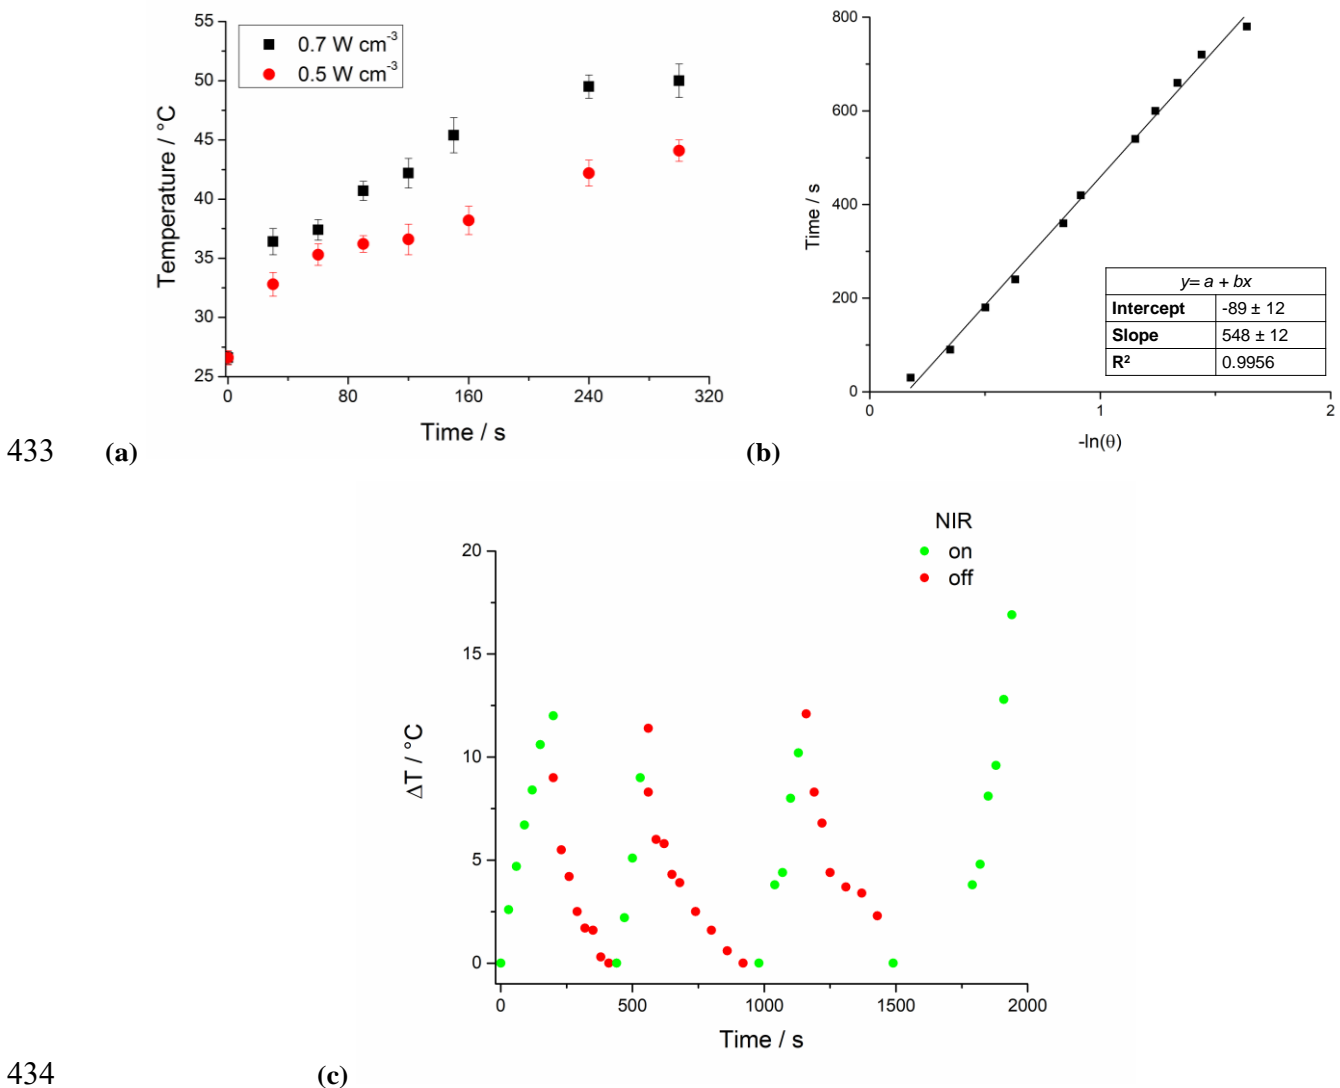 55
50
45
40
35
30
25
0.7 W cm-3
0.5 W cm-3
Temperature / °C
0 80 160 240 320
Time / s
433 (a)
800
600
400
200
0
Time / s
y= a + bx
Intercept -89 ± 12
Slope 548 ± 12
R2 0.9956
0 1 2
-ln(θ)
(b)
NIR
on
off
20
15
10
5
0
ΔT / °C
0 500 1000 1500 2000
Time / s
434 (c)